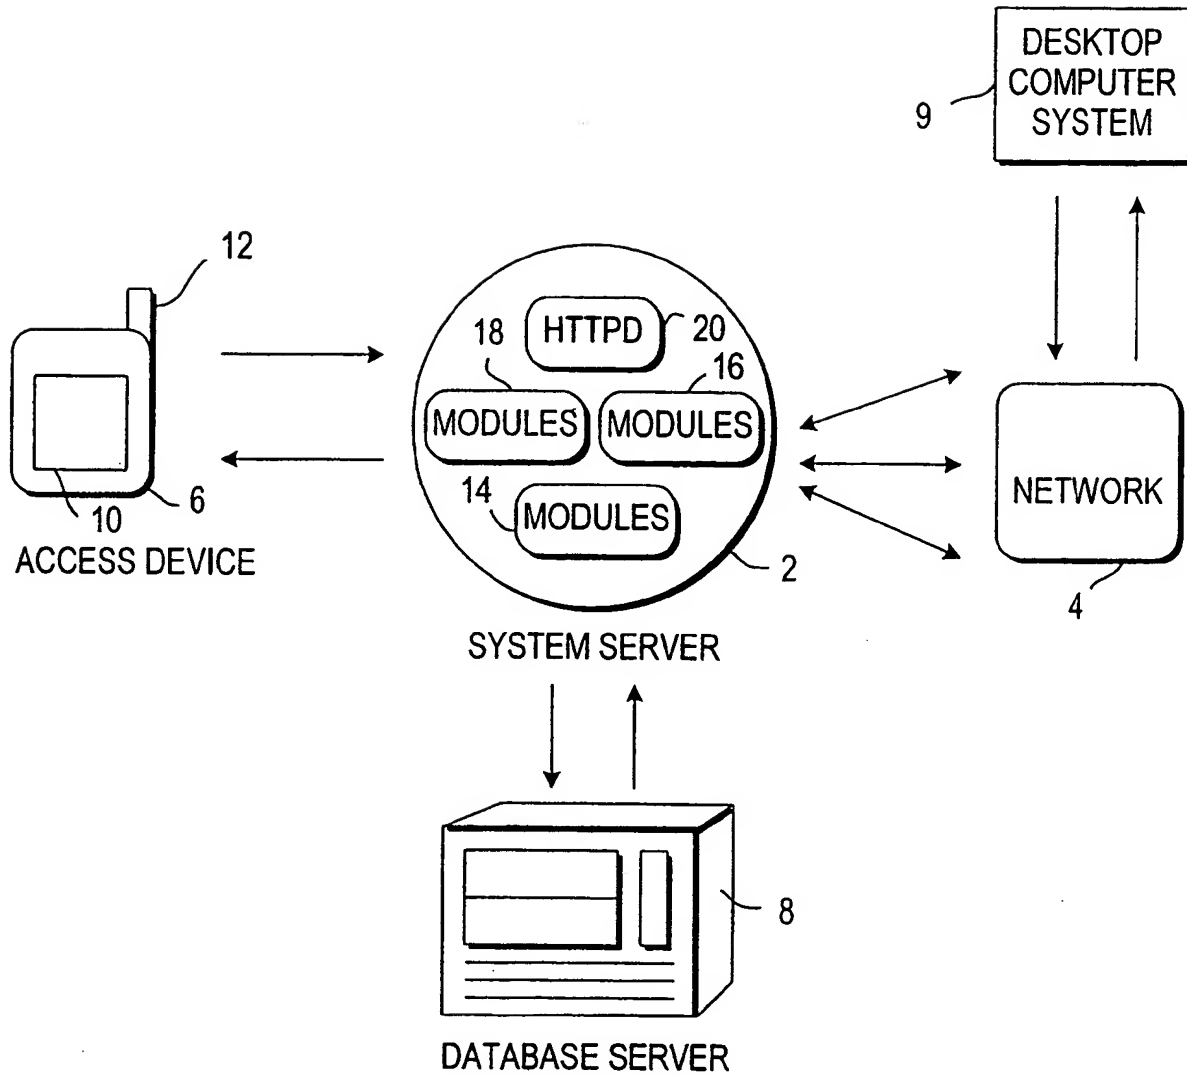 DESKTOP
COMPUTER
SYSTEM
9
12
HTTPD
20
18
16
MODULES
MODULES
14
MODULES
NETWORK
10
6
ACCESS DEVICE
2
4
SYSTEM SERVER
8
DATABASE SERVER